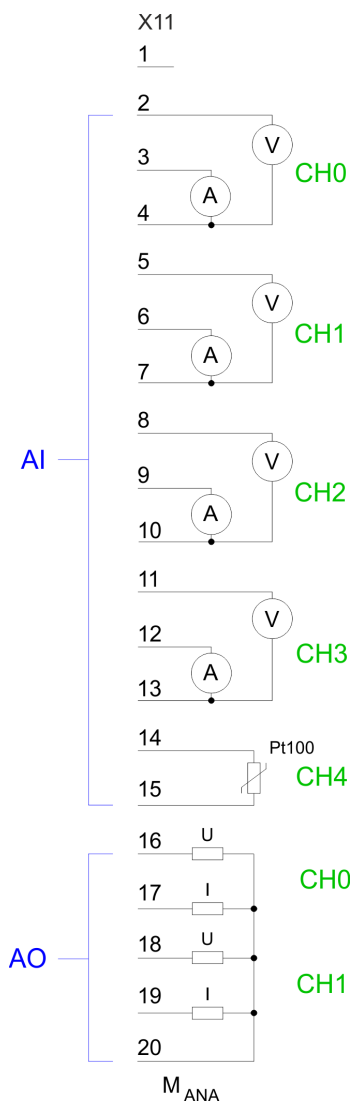 X11
1
2
V
3
CH0
A
4
5
V
6
CH1
A
7
8
AI
V
9
CH2
A
10
11
V
12
CH3
A
13
14
Pt100
CH4
15
16 U
CH0
17 I
18 U
AO
CH1
19 I
20
MANA